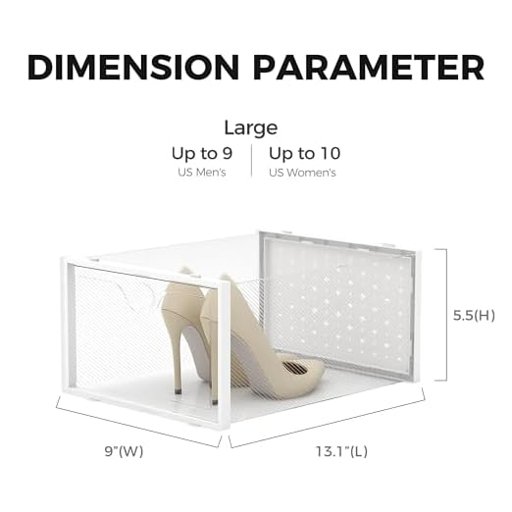 DIMENSION PARAMETER
Large
Up to 9
US Men's
Up to 10
US Women's
5.5(H)
9"(W)
13.1"(L)